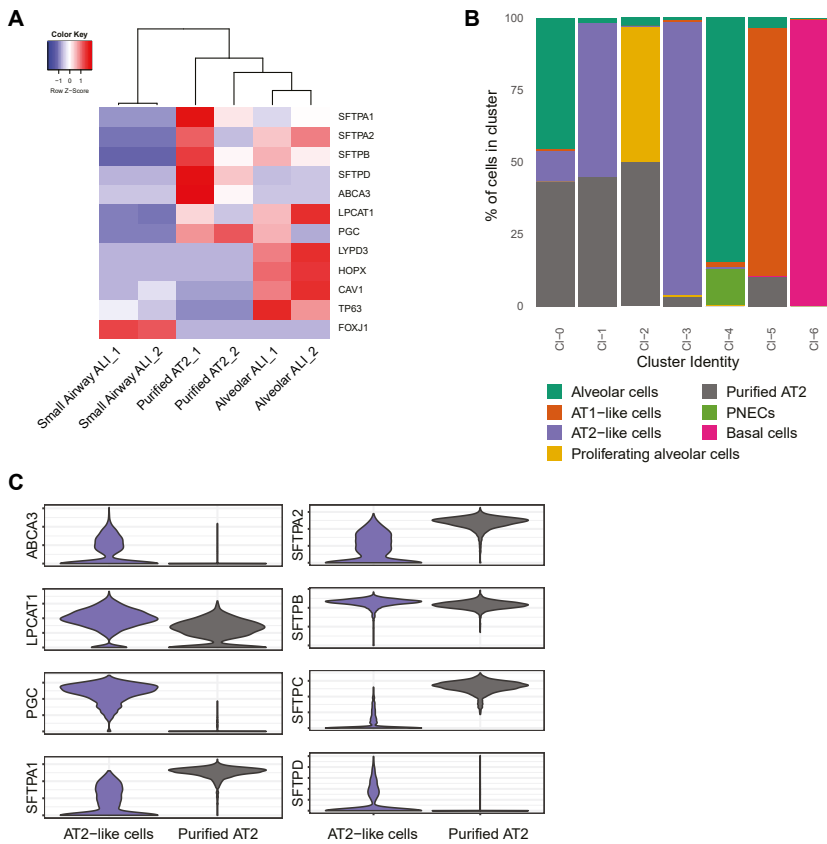 A
Color Key
−1 0 1
Row Z−Score
SFTPA1
SFTPA2
SFTPB
SFTPD
ABCA3
LPCAT1
PGC
LYPD3
HOPX
CAV1
TP63
FOXJ1
Small Airway ALI_1
Small Airway ALI_2
Purified AT2_1
Purified AT2_2
Alveolar ALI_1
Alveolar ALI_2
B
% of cells in cluster
100
75
50
25
0
Cl−0
Cl−1
Cl−2
Cl−3
Cl−4
Cl−5
Cl−6
Cluster Identity
Alveolar cells
AT1−like cells
AT2−like cells
Proliferating alveolar cells
Purified AT2
PNECs
Basal cells
C
ABCA3
SFTPA2
LPCAT1
SFTPB
PGC
SFTPC
SFTPA1
SFTPD
AT2−like cells Purified AT2
AT2−like cells Purified AT2